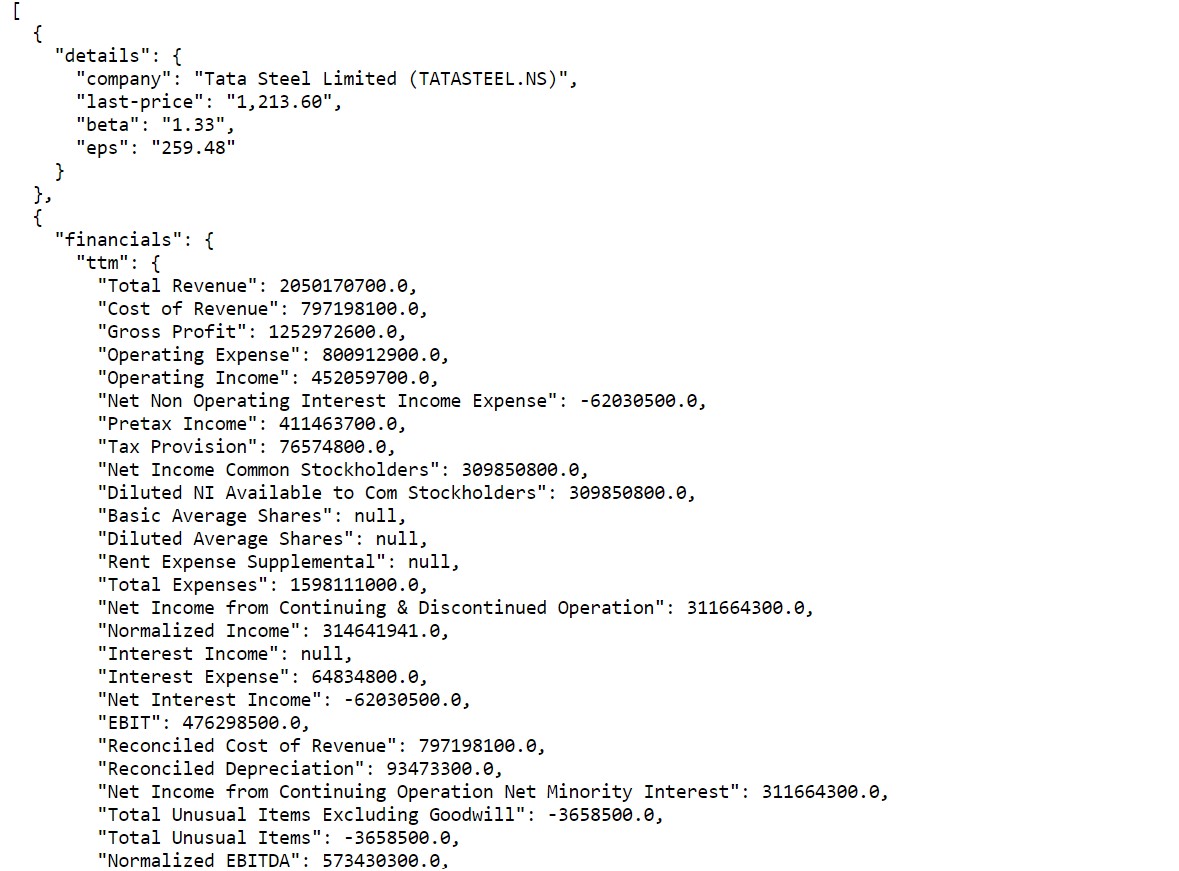 [
  {
    "details": {
      "company": "Tata Steel Limited (TATASTEEL.NS)",
      "last-price": "1,213.60",
      "beta": "1.33",
      "eps": "259.48"
    }
  },
  {
    "financials": {
      "ttm": {
        "Total Revenue": 2050170700.0,
        "Cost of Revenue": 797198100.0,
        "Gross Profit": 1252972600.0,
        "Operating Expense": 800912900.0,
        "Operating Income": 452059700.0,
        "Net Non Operating Interest Income Expense": -62030500.0,
        "Pretax Income": 411463700.0,
        "Tax Provision": 76574800.0,
        "Net Income Common Stockholders": 309850800.0,
        "Diluted NI Available to Com Stockholders": 309850800.0,
        "Basic Average Shares": null,
        "Diluted Average Shares": null,
        "Rent Expense Supplemental": null,
        "Total Expenses": 1598111000.0,
        "Net Income from Continuing & Discontinued Operation": 311664300.0,
        "Normalized Income": 314641941.0,
        "Interest Income": null,
        "Interest Expense": 64834800.0,
        "Net Interest Income": -62030500.0,
        "EBIT": 476298500.0,
        "Reconciled Cost of Revenue": 797198100.0,
        "Reconciled Depreciation": 93473300.0,
        "Net Income from Continuing Operation Net Minority Interest": 311664300.0,
        "Total Unusual Items Excluding Goodwill": -3658500.0,
        "Total Unusual Items": -3658500.0,
        "Normalized EBITDA": 573430300.0,